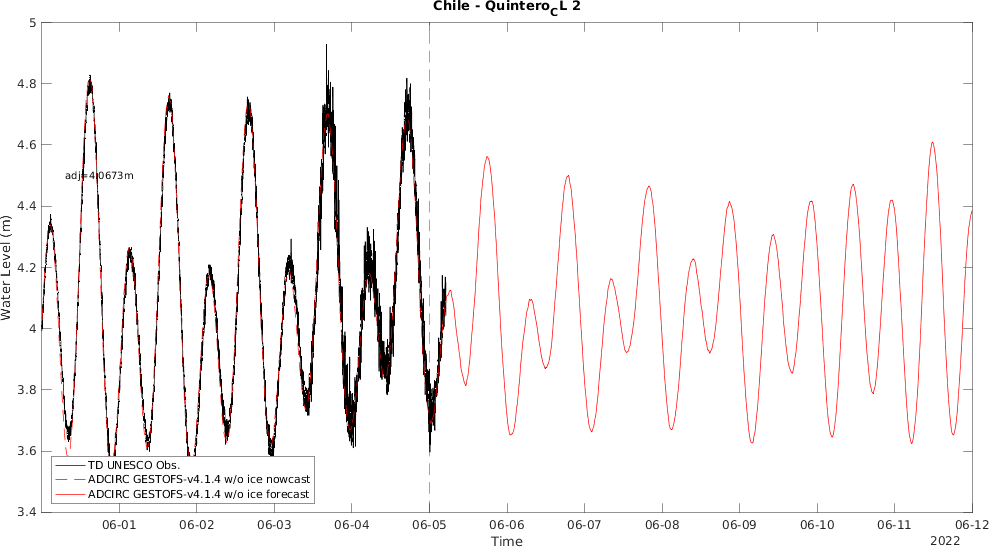 Chile - Quintero_CL 2
5
4.8
4.6
4.4
4.2
4
3.8
3.6
3.4
Water Level (m)
adj=4.0673m
TD UNESCO Obs.
ADCIRC GESTOFS-v4.1.4 w/o ice nowcast
ADCIRC GESTOFS-v4.1.4 w/o ice forecast
06-01 06-02 06-03 06-04 06-05 06-06 06-07 06-08 06-09 06-10 06-11 06-12
Time
2022